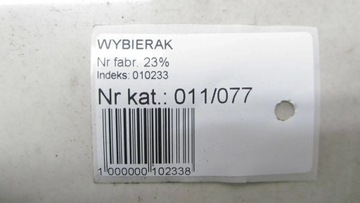 WYBIERAK
Nr fabr. 23%
Indeks: 010233
Nr kat.: 011/077
1 000000 102338